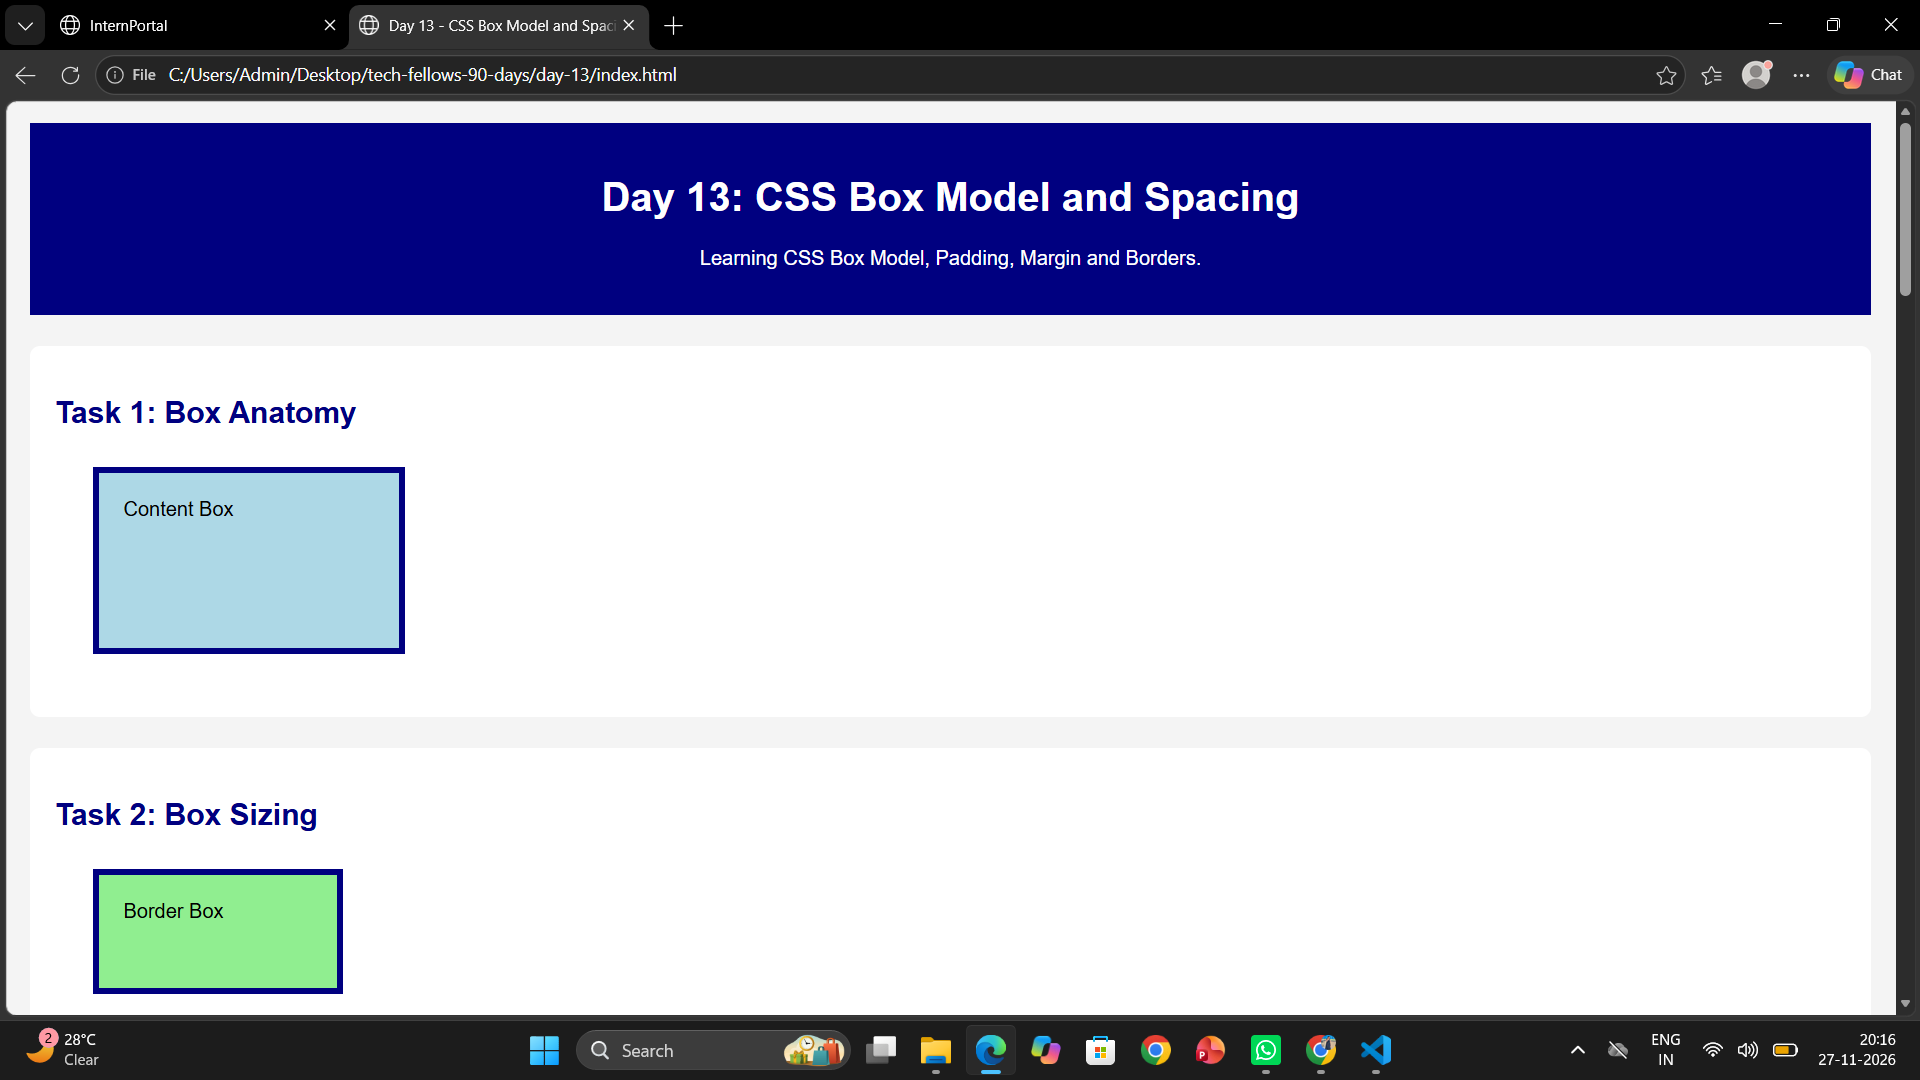 InternPortal
Day 13 - CSS Box Model and Spaci
File C:/Users/Admin/Desktop/tech-fellows-90-days/day-13/index.html
Chat
Day 13: CSS Box Model and Spacing
Learning CSS Box Model, Padding, Margin and Borders.
Task 1: Box Anatomy
Content Box
Task 2: Box Sizing
Border Box
2
28°C
Clear
Search
P
ENG
IN
20:16
27-11-2026